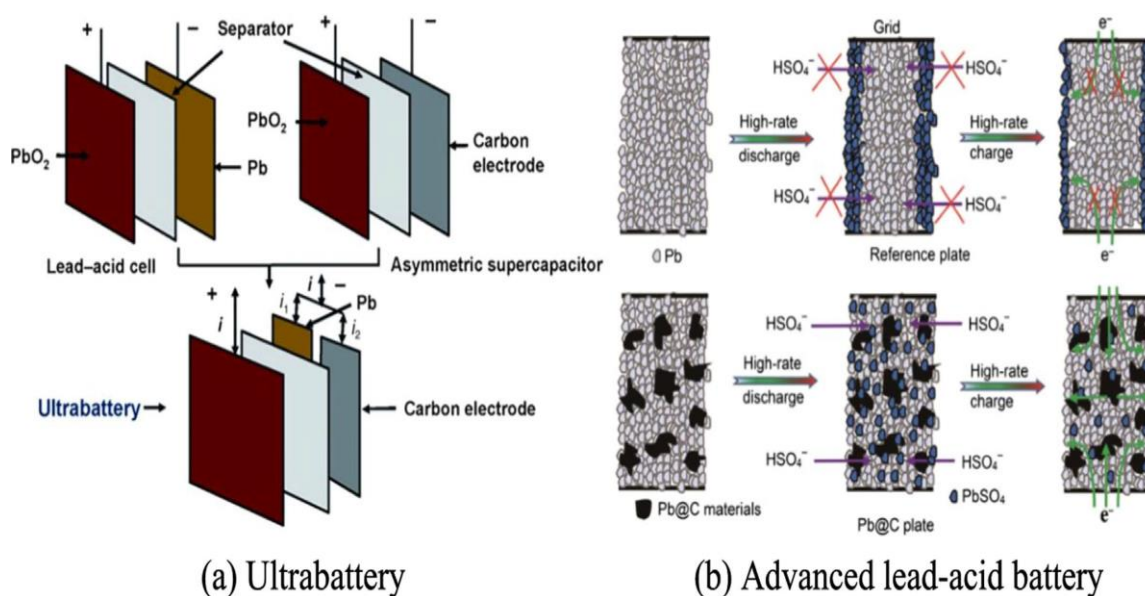 +
−
Separator
+
−
PbO₂
PbO₂
Pb
Carbon
electrode
Lead–acid cell
Asymmetric supercapacitor
+
i
i₁
i
−
Pb
i₂
Ultrabattery
Carbon electrode
(a) Ultrabattery
Grid
e⁻
HSO₄⁻
HSO₄⁻
High-rate
discharge
High-rate
charge
HSO₄⁻
HSO₄⁻
Pb
Reference plate
e⁻
HSO₄⁻
HSO₄⁻
High-rate
discharge
High-rate
charge
HSO₄⁻
HSO₄⁻
Pb@C materials
PbSO₄
Pb@C plate
e⁻
(b) Advanced lead-acid battery